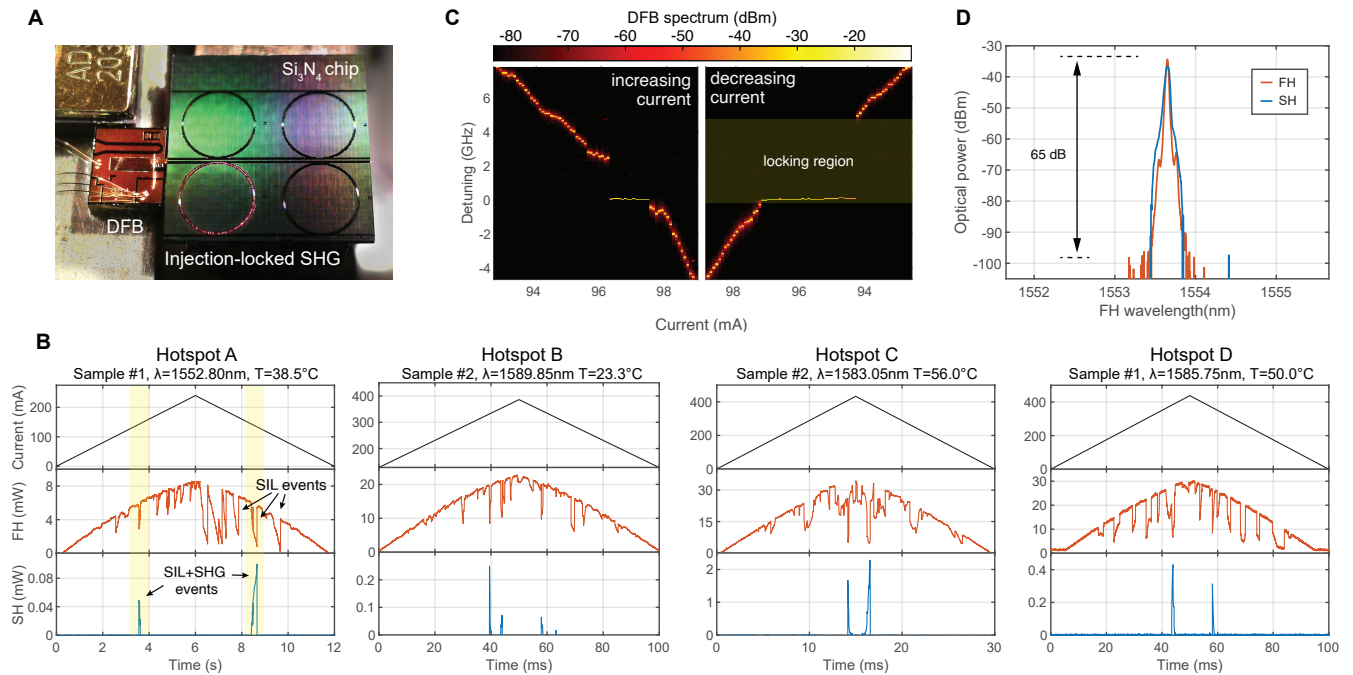 A
AD
203
Si₃N₄ chip
DFB
Injection-locked SHG
C
DFB spectrum (dBm)
-80 -70 -60 -50 -40 -30 -20
increasing
current
decreasing
current
locking region
Detuning (GHz)
6
4
2
0
-2
-4
94 96 98 98 96 94
Current (mA)
D
Optical power (dBm)
-30
-40
-50
-60
-70
-80
-90
-100
65 dB
FH
SH
1552 1553 1554 1555
FH wavelength(nm)
B
Hotspot A
Sample #1, λ=1552.80nm, T=38.5°C
Current (mA)
200
100
0
FH (mW)
8
4
0
SIL events
SH (mW)
0.08
0.04
0
SIL+SHG
events
0 2 4 6 8 10 12
Time (s)
Hotspot B
Sample #2, λ=1589.85nm T=23.3°C
400
300
200
20
10
0
0.2
0.1
0
0 20 40 60 80 100
Time (ms)
Hotspot C
Sample #2, λ=1583.05nm T=56.0°C
400
200
0
30
15
0
2
1
0
0 10 20 30
Time (ms)
Hotspot D
Sample #1, λ=1585.75nm, T=50.0°C
400
200
0
30
20
10
0
0.4
0.2
0
0 20 40 60 80 100
Time (ms)